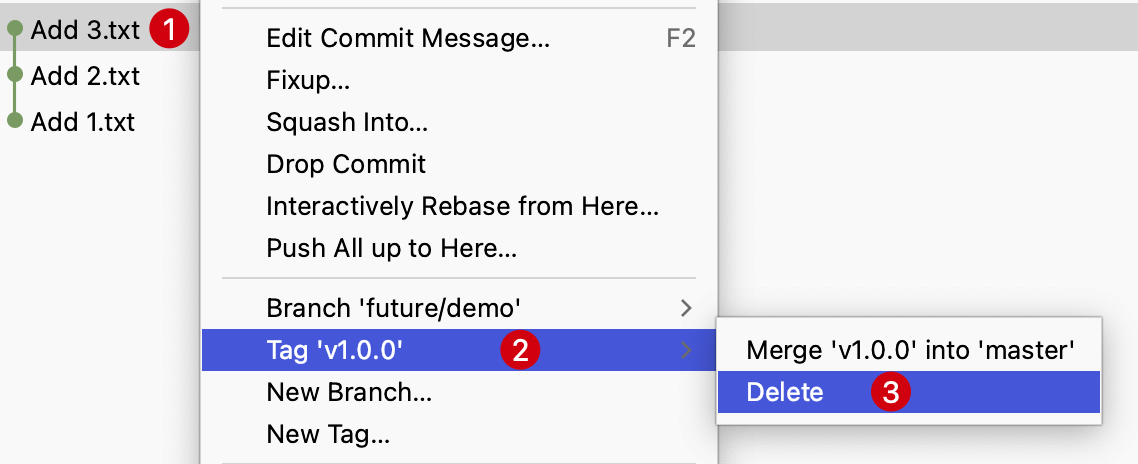 Add 3.txt 1
Add 2.txt
Add 1.txt
Edit Commit Message... F2
Fixup...
Squash Into...
Drop Commit
Interactively Rebase from Here...
Push All up to Here...
Branch 'future/demo'
Tag 'v1.0.0' 2
New Branch...
New Tag...
Merge 'v1.0.0' into 'master'
Delete 3